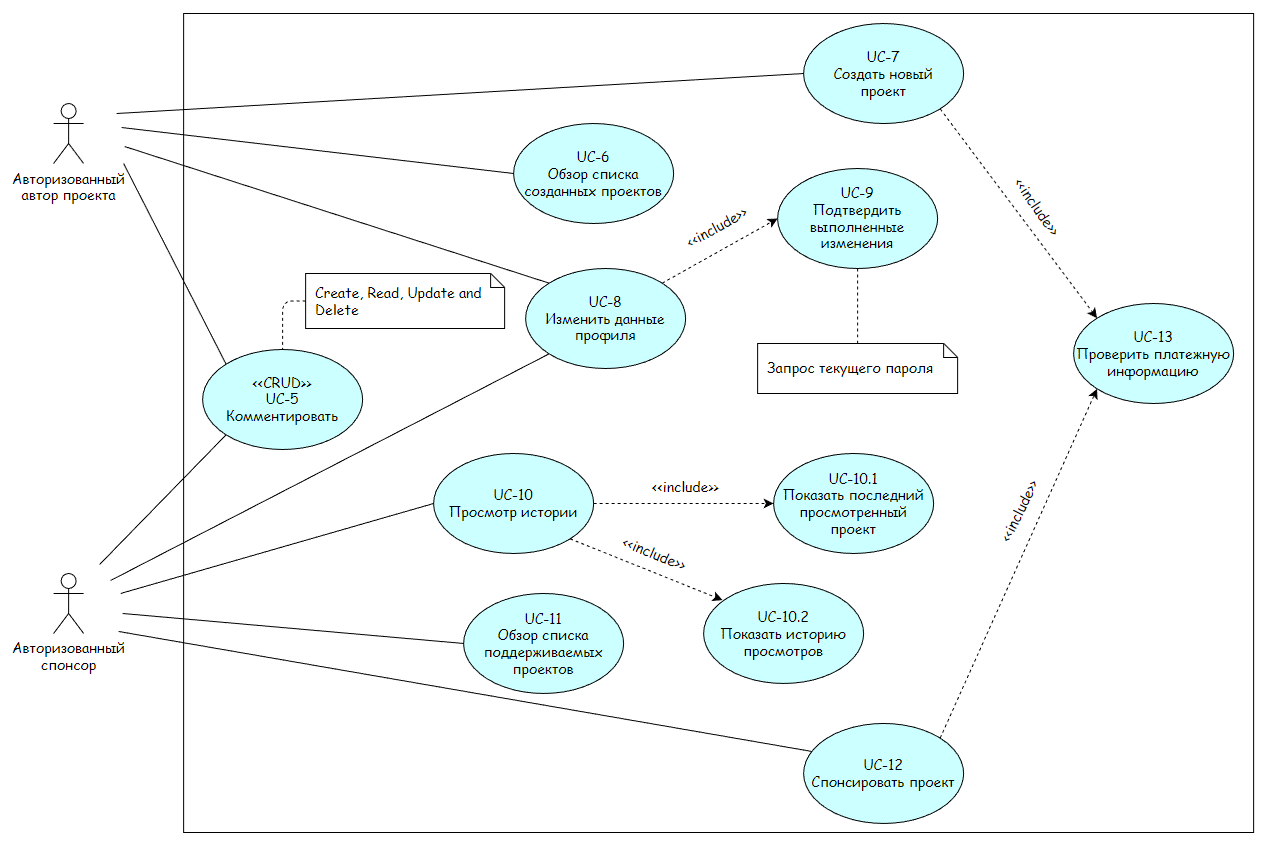 UC-7
Создать новый
проект
Авторизованный
автор проекта
UC-6
Обзор списка
созданных проектов
<<include>>
UC-9
Подтвердить
выполненные
изменения
<<include>>
Create, Read, Update and
Delete
UC-8
Изменить данные
профиля
Запрос текущего пароля
UC-13
Проверить платежную
информацию
<<CRUD>>
UC-5
Комментировать
UC-10
Просмотр истории
<<include>>
UC-10.1
Показать последний
просмотренный
проект
<<include>>
<<include>>
UC-10.2
Показать историю
просмотров
Авторизованный
спонсор
UC-11
Обзор списка
поддерживаемых
проектов
UC-12
Спонсировать проект